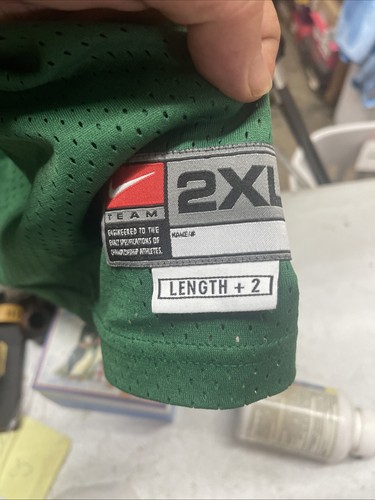 TEAM
2XL
ENGINEERED TO THE
EXACT SPECIFICATIONS OF
CHAMPIONSHIP ATHLETES.
NAME/#
LENGTH + 2